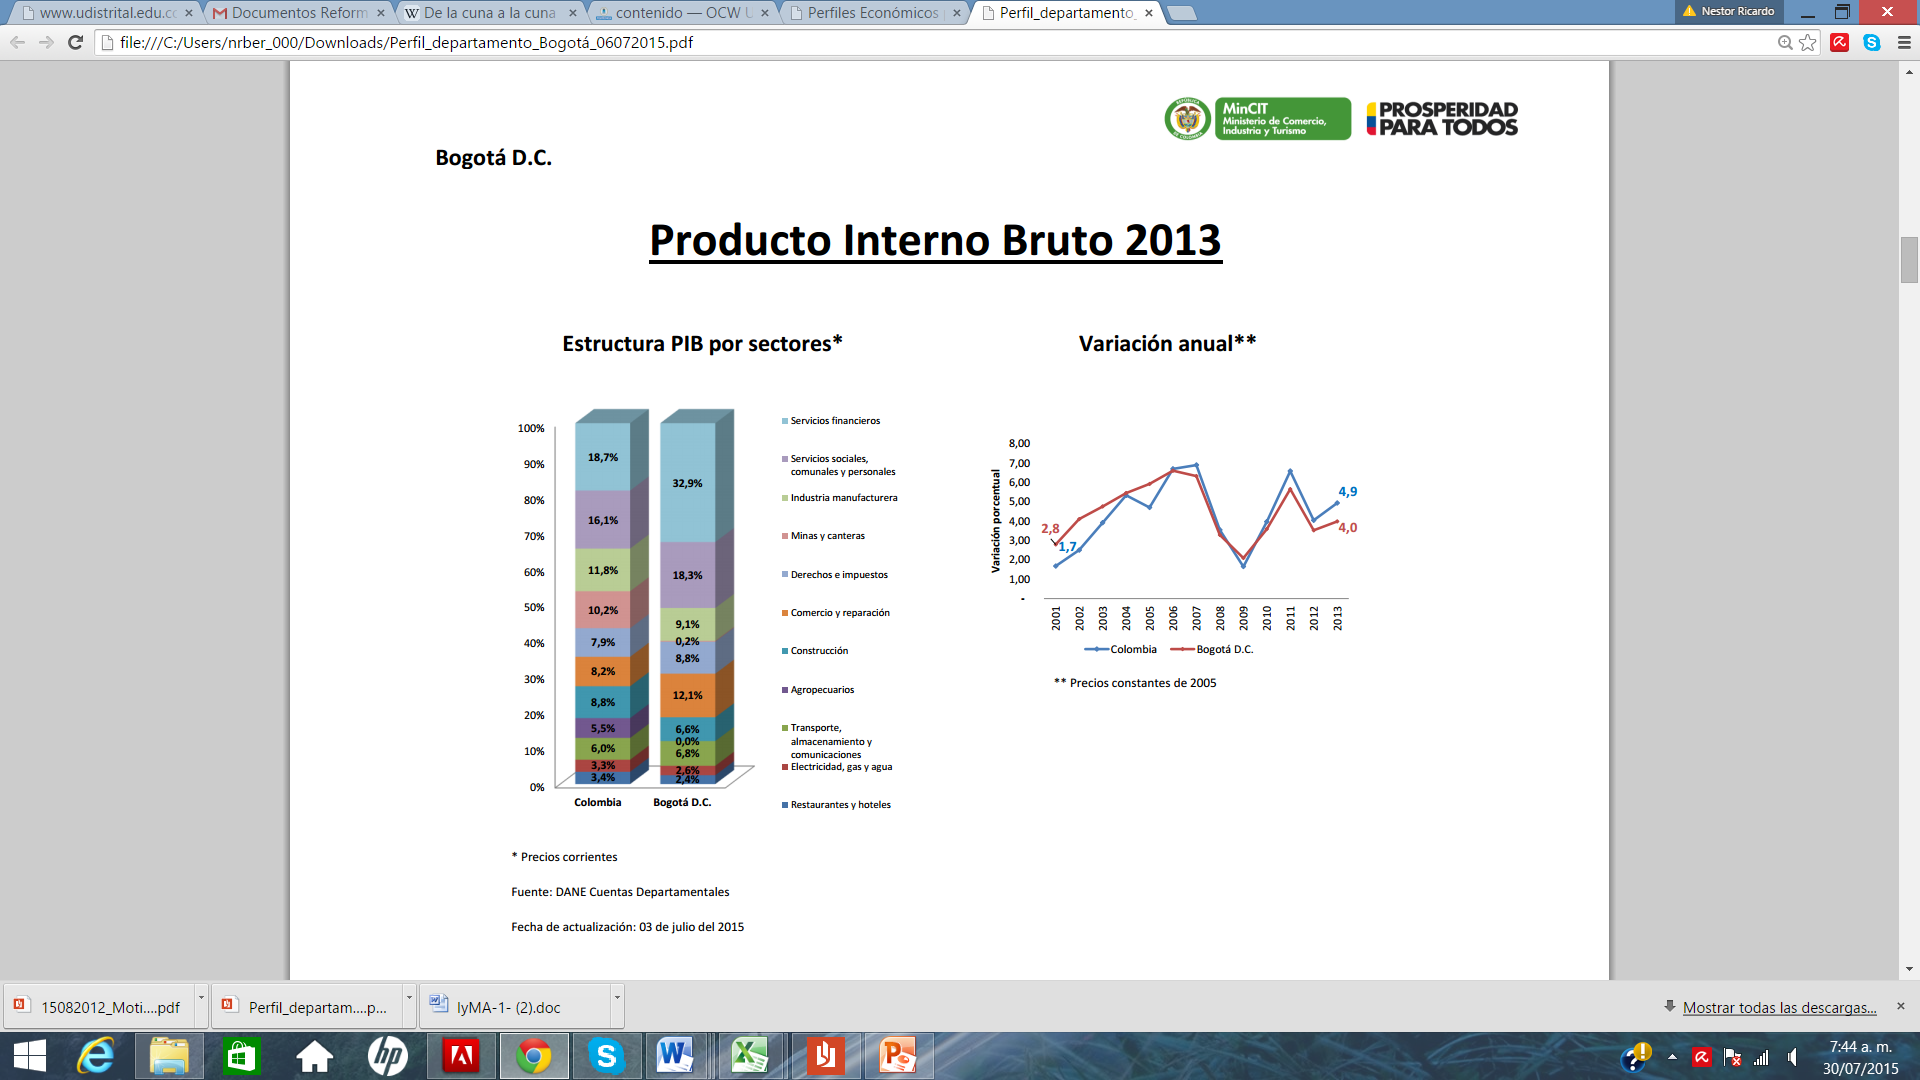 www.udistrital.edu.cc
Documentos Reform
De la cuna a la cuna
contenido — OCW U
Perfiles Económicos
Perfil_departamento_
Nestor Ricardo
file:///C:/Users/nrber_000/Downloads/Perfil_departamento_Bogotá_06072015.pdf
MinCIT
Ministerio de Comercio,
Industria y Turismo
PROSPERIDAD
PARA TODOS
Bogotá D.C.
Producto Interno Bruto 2013
Estructura PIB por sectores*
100%
90%
80%
70%
60%
50%
40%
30%
20%
10%
0%
18,7%
16,1%
11,8%
10,2%
7,9%
8,2%
8,8%
5,5%
6,0%
3,3%
3,4%
32,9%
18,3%
9,1%
0,2%
8,8%
12,1%
6,6%
0,0%
6,8%
2,6%
2,4%
Colombia
Bogotá D.C.
Servicios financieros
Servicios sociales,
comunales y personales
Industria manufacturera
Minas y canteras
Derechos e impuestos
Comercio y reparación
Construcción
Agropecuarios
Transporte,
almacenamiento y
comunicaciones
Electricidad, gas y agua
Restaurantes y hoteles
* Precios corrientes
Fuente: DANE Cuentas Departamentales
Fecha de actualización: 03 de julio del 2015
Variación anual**
Variación porcentual
8,00
7,00
6,00
5,00
4,00
3,00
2,00
1,00
-
2,8
1,7
4,9
4,0
2001
2002
2003
2004
2005
2006
2007
2008
2009
2010
2011
2012
2013
Colombia
Bogotá D.C.
** Precios constantes de 2005
15082012_Moti....pdf
Perfil_departam....p...
IyMA-1- (2).doc
Mostrar todas las descargas...
7:44 a. m.
30/07/2015